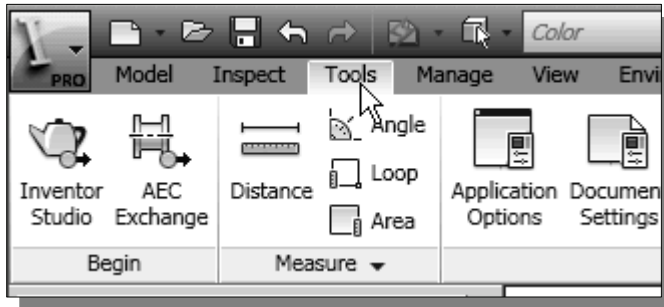 Color
PRO Model Inspect Tools Manage View Envi
Angle
Loop
Area
Inventor Studio
AEC Exchange
Distance
Application Options
Documen Settings
Begin
Measure